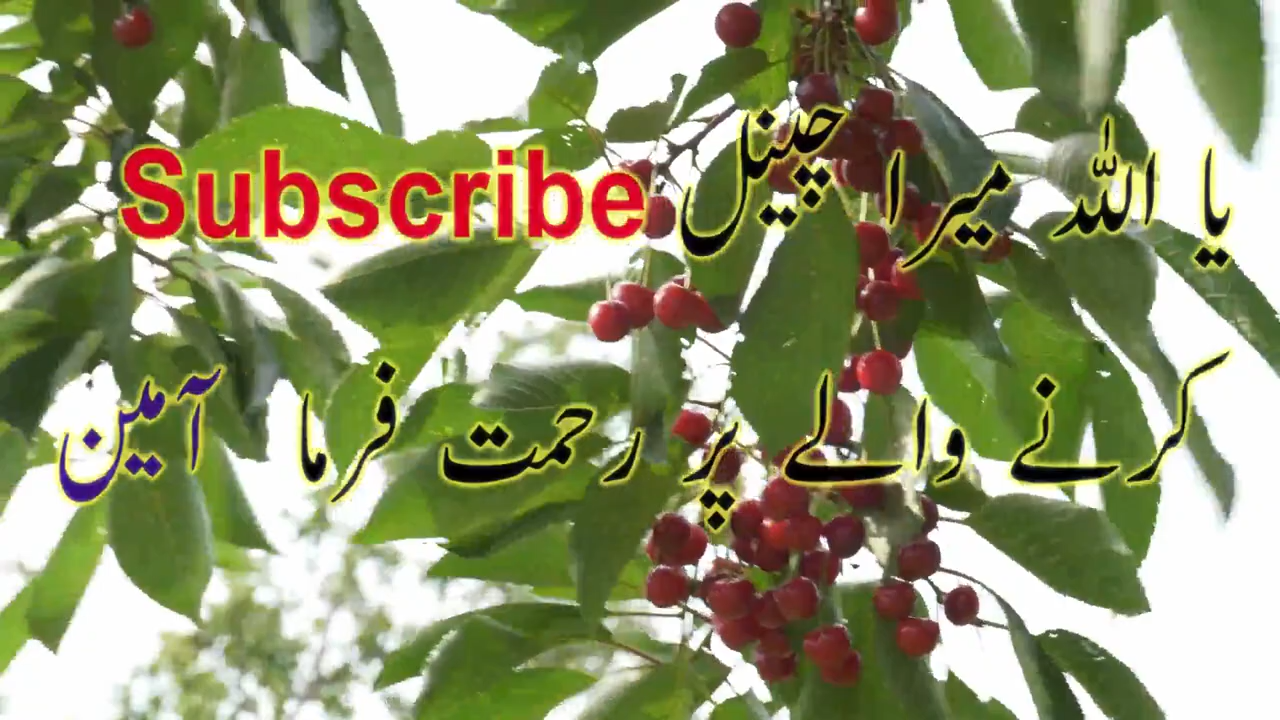 یا اللہ میرا چینل Subscribe
کرنے والے پر رحمت فرما آمین